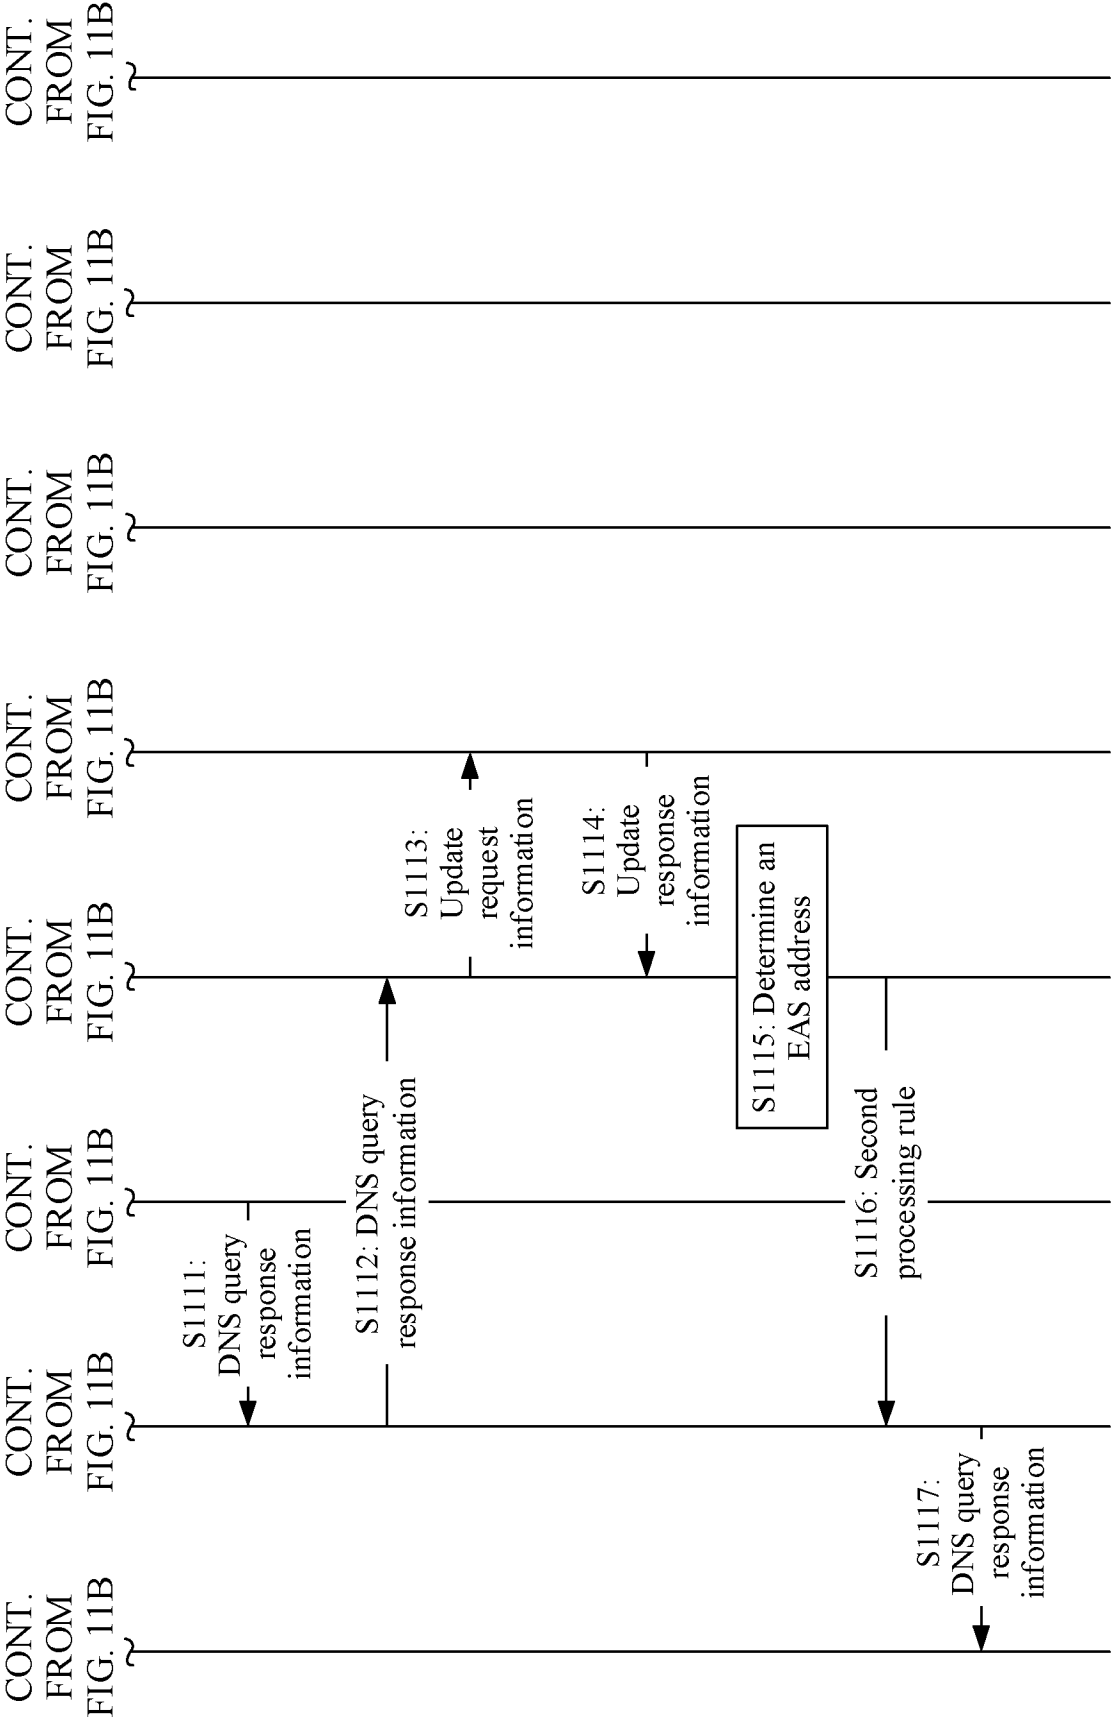 CONT.
FROM
FIG. 11B
CONT.
FROM
FIG. 11B
CONT.
FROM
FIG. 11B
CONT.
FROM
FIG. 11B
CONT.
FROM
FIG. 11B
CONT.
FROM
FIG. 11B
CONT.
FROM
FIG. 11B
CONT.
FROM
FIG. 11B
S1111:
DNS query
response
information
S1112: DNS query
response information
S1113:
Update
request
information
S1114:
Update
response
information
S1115: Determine an
EAS address
S1116: Second
processing rule
S1117:
DNS query
response
information